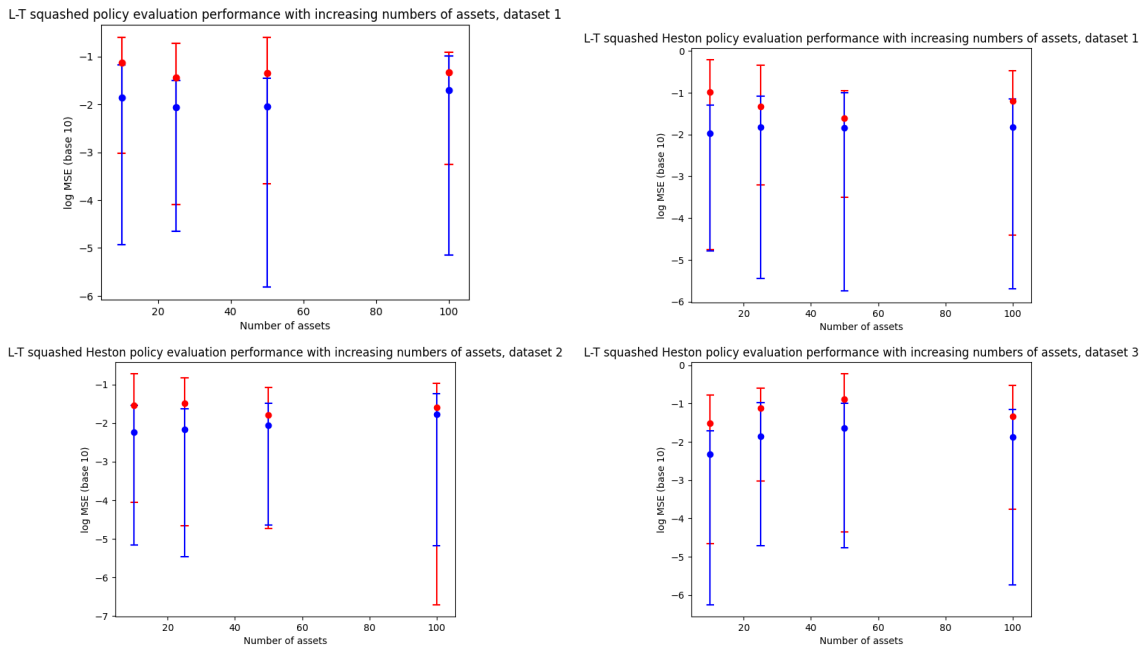 L-T squashed policy evaluation performance with increasing numbers of assets, dataset 1
−1
−2
−3
−4
−5
−6
log MSE (base 10)
20 40 60 80 100
Number of assets
L-T squashed Heston policy evaluation performance with increasing numbers of assets, dataset 1
0
−1
−2
−3
−4
−5
−6
log MSE (base 10)
20 40 60 80 100
Number of assets
L-T squashed Heston policy evaluation performance with increasing numbers of assets, dataset 2
−1
−2
−3
−4
−5
−6
−7
log MSE (base 10)
20 40 60 80 100
Number of assets
L-T squashed Heston policy evaluation performance with increasing numbers of assets, dataset 3
0
−1
−2
−3
−4
−5
−6
log MSE (base 10)
20 40 60 80 100
Number of assets